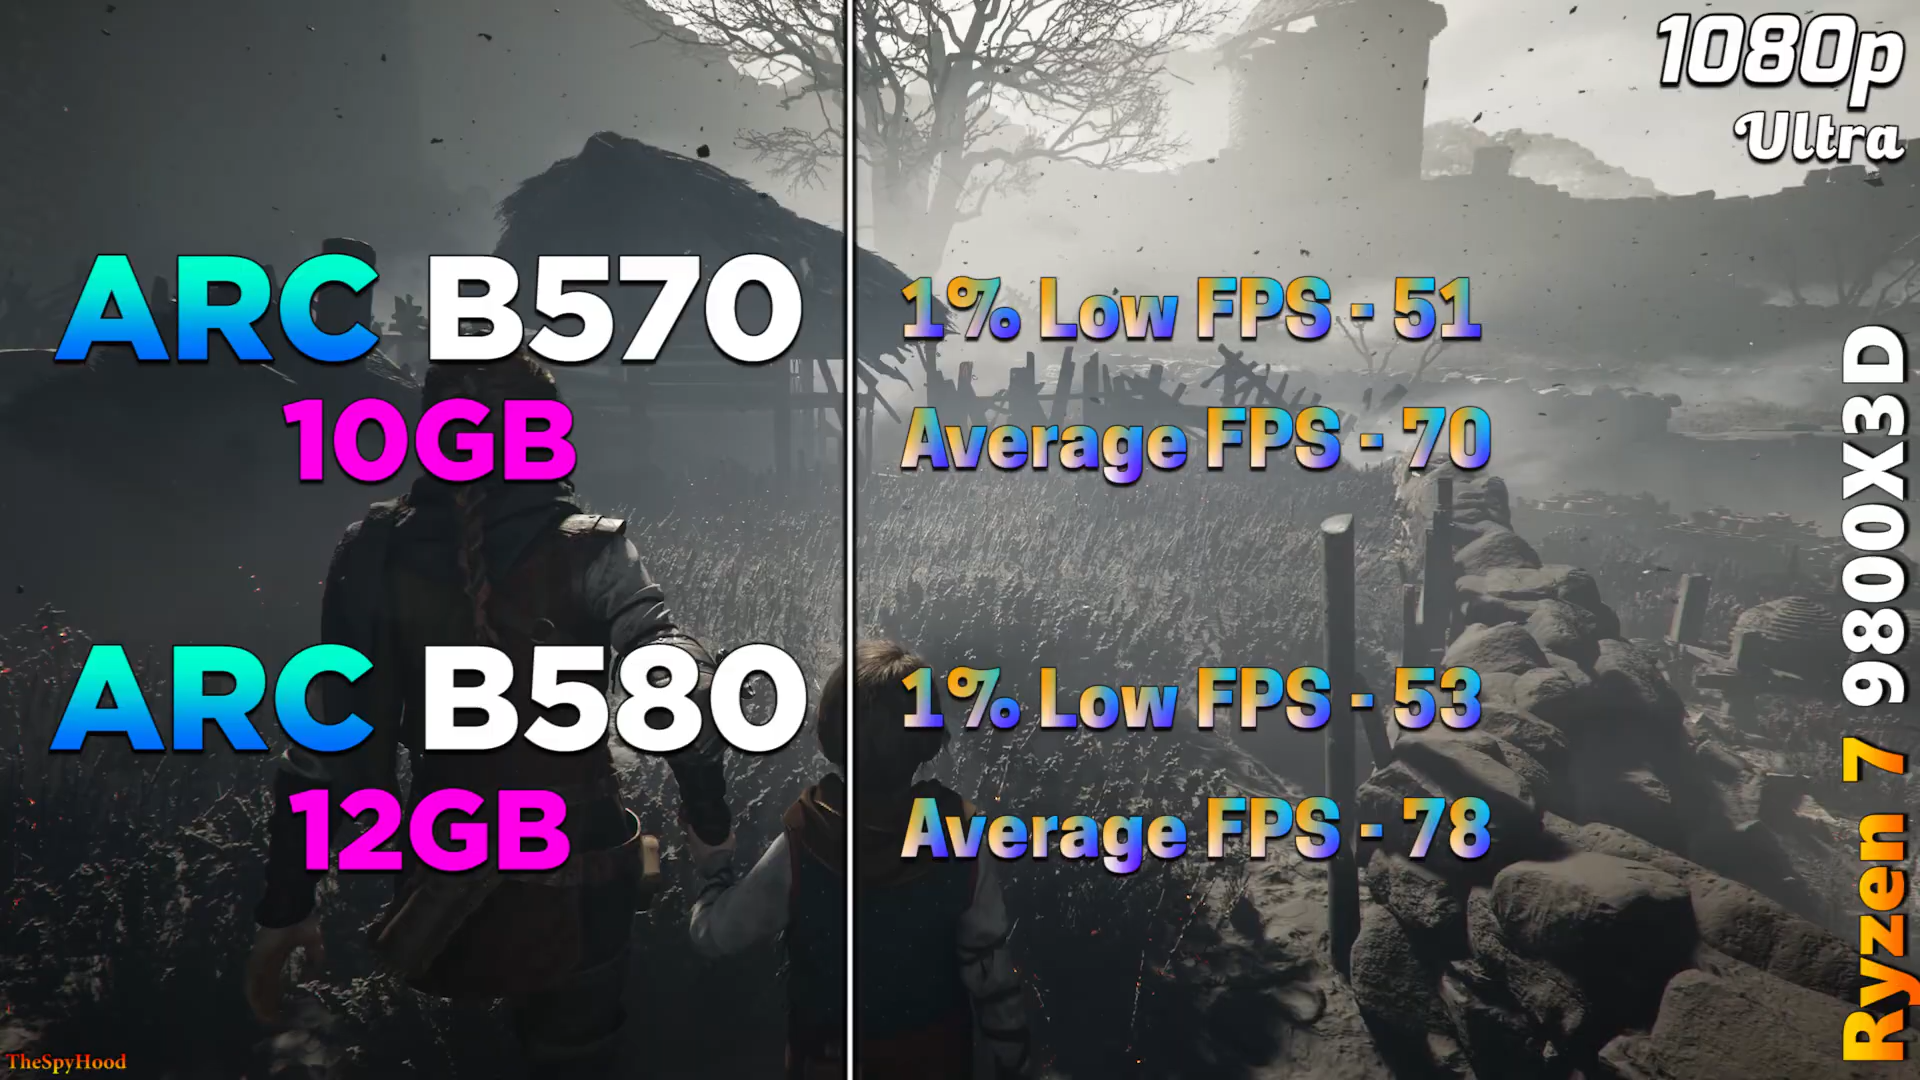 1080p
Ultra
ARC B570
10GB
1% Low FPS - 51
Average FPS - 70
ARC B580
12GB
1% Low FPS - 53
Average FPS - 78
Ryzen 7 9800X3D
TheSpyHood